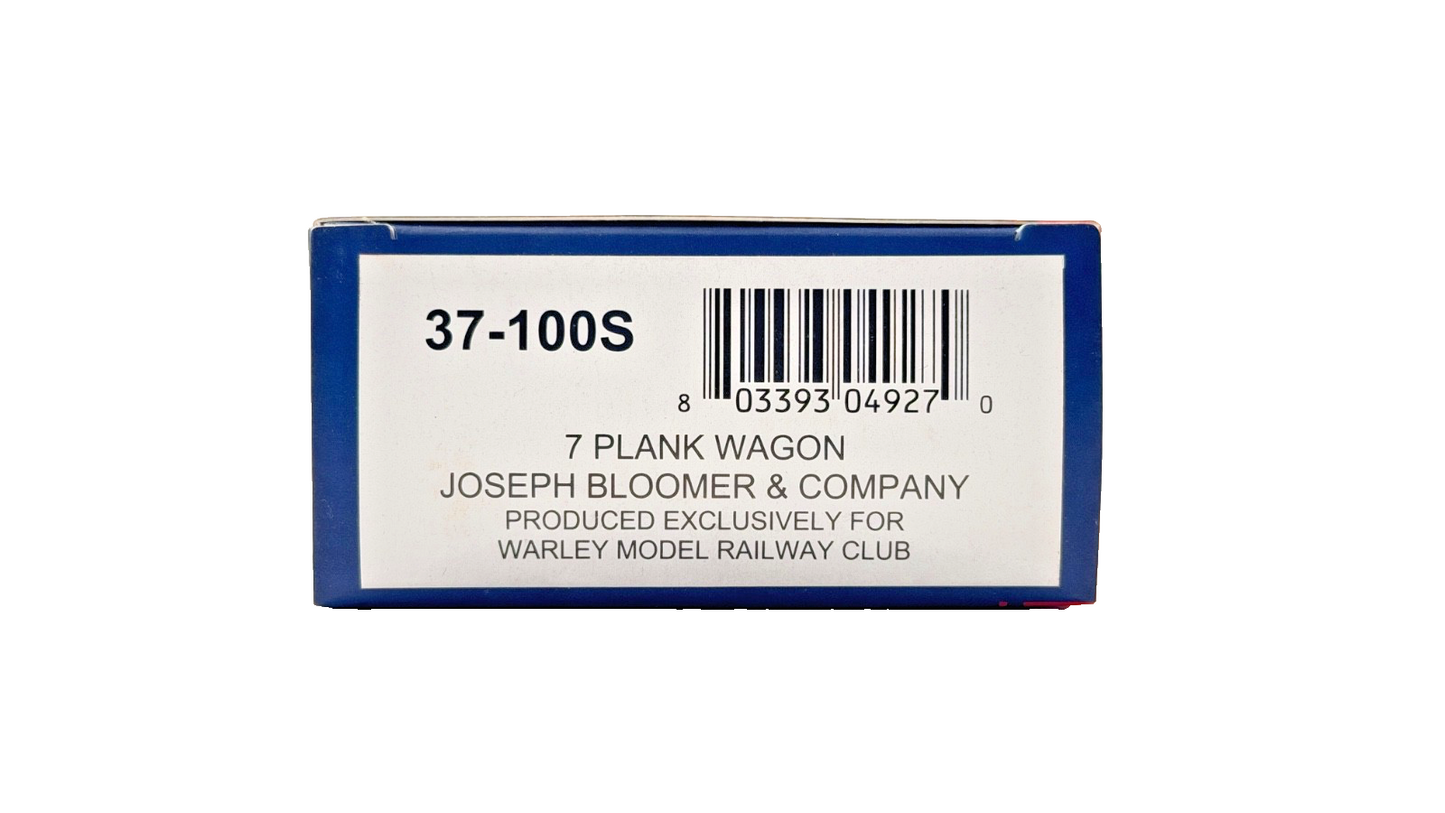 37-100S
8 03393 04927 0
7 PLANK WAGON
JOSEPH BLOOMER & COMPANY
PRODUCED EXCLUSIVELY FOR
WARLEY MODEL RAILWAY CLUB